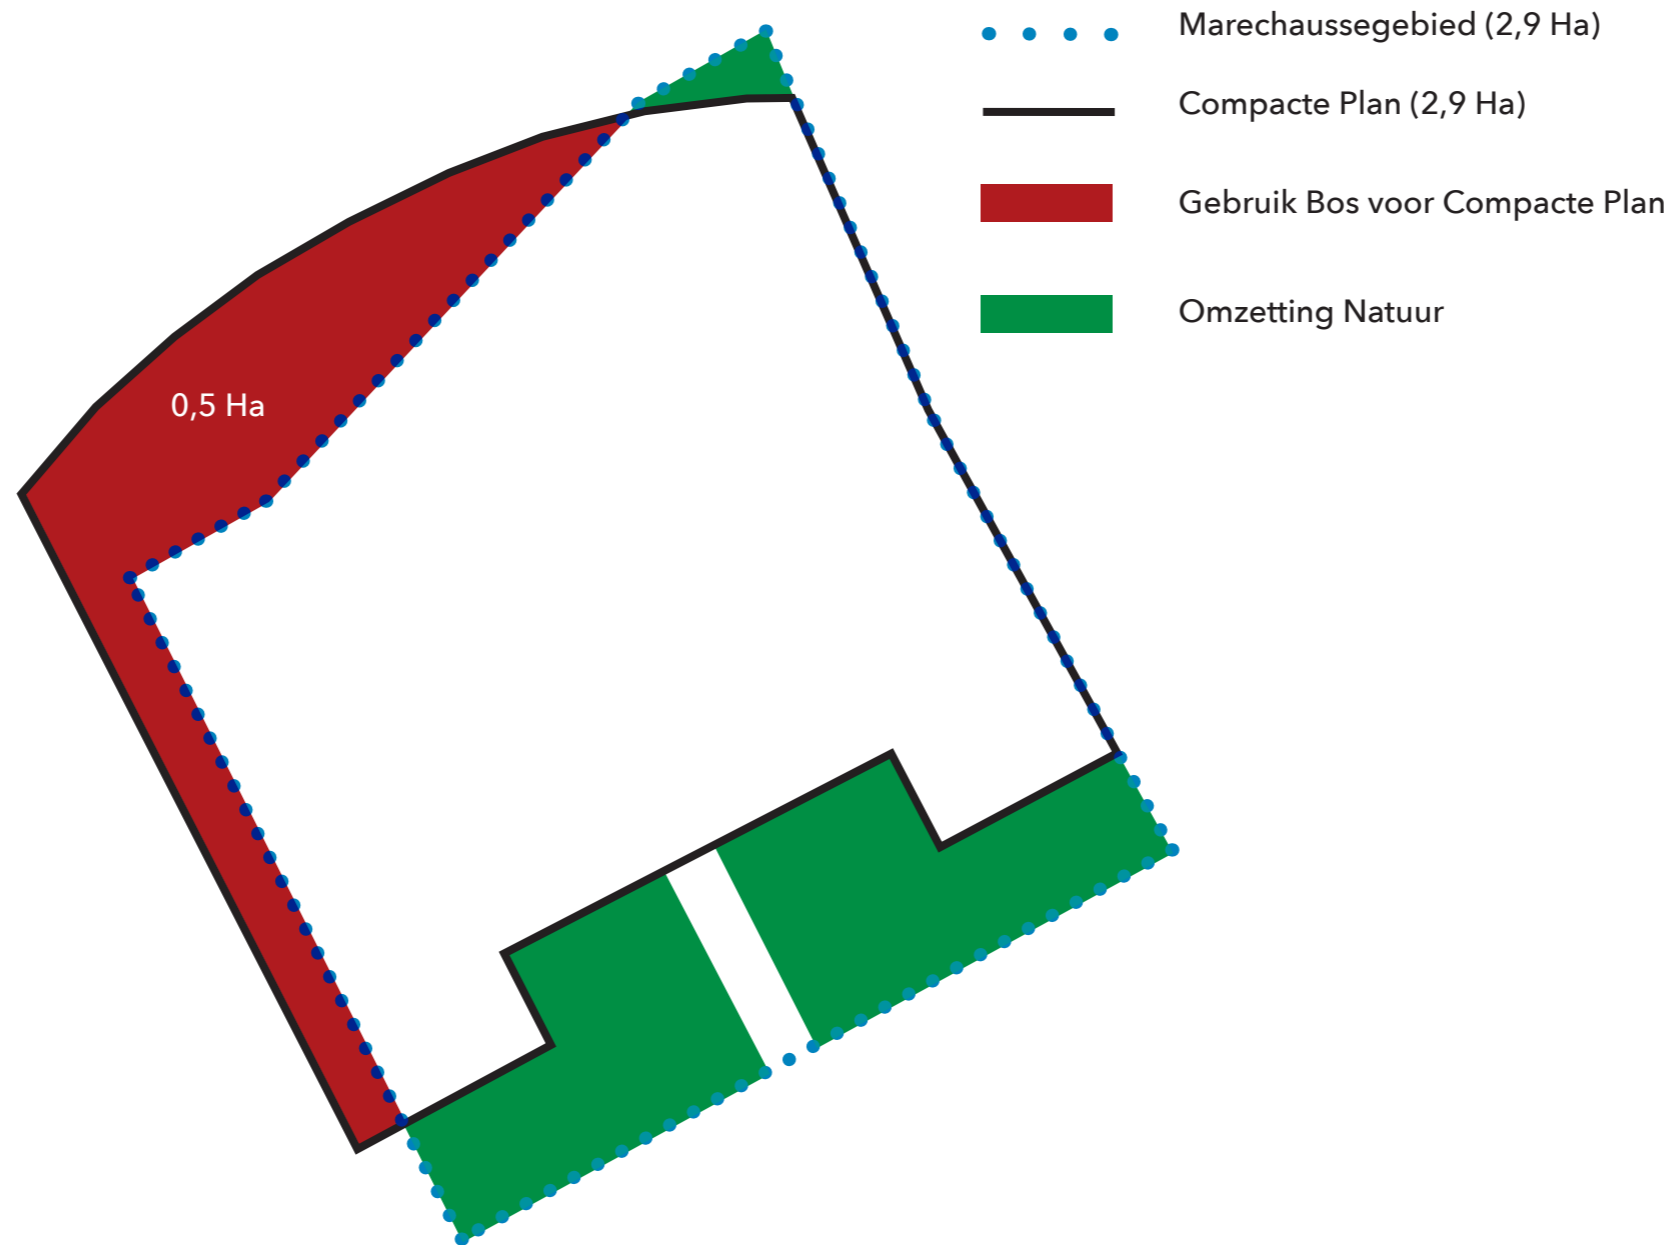 Marechaussegebied (2,9 Ha)
Compacte Plan (2,9 Ha)
Gebruik Bos voor Compacte Plan
Omzetting Natuur
0,5 Ha